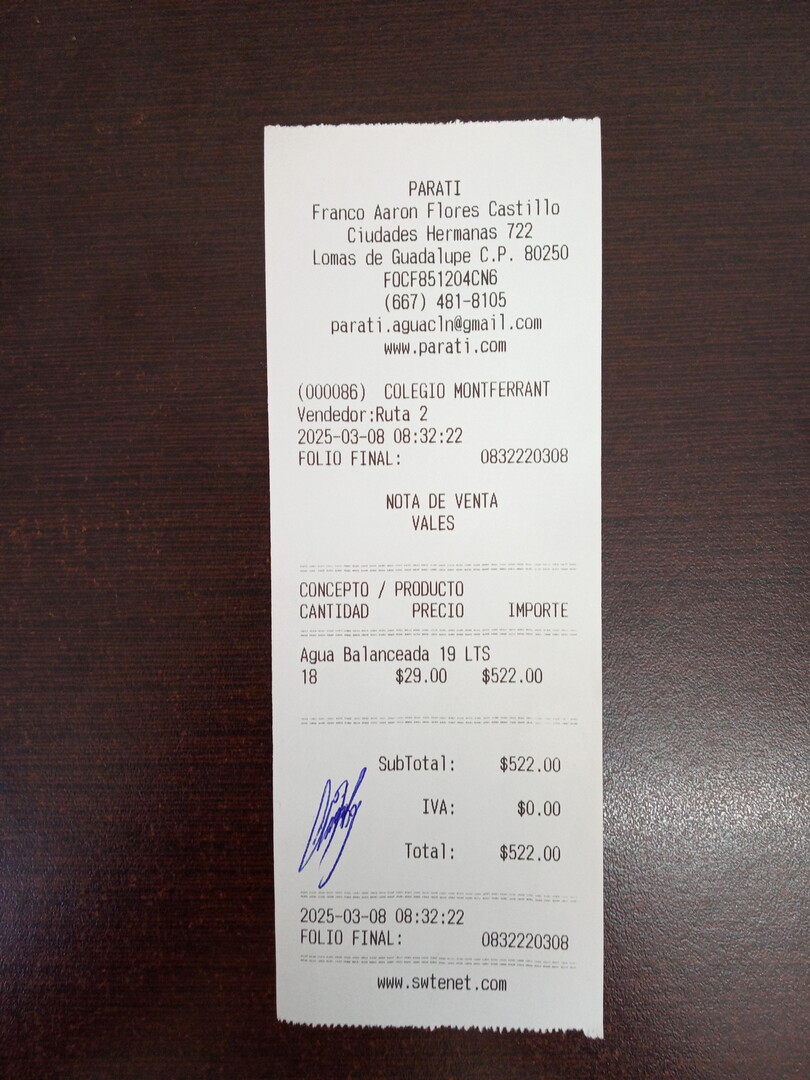 PARATI
Franco Aaron Flores Castillo
Ciudades Hermanas 722
Lomas de Guadalupe C.P. 80250
FOCF851204CN6
(667) 481-8105
parati.aguacln@gmail.com
www.parati.com
(000086) COLEGIO MONTFERRANT
Vendedor:Ruta 2
2025-03-08 08:32:22
FOLIO FINAL: 0832220308
NOTA DE VENTA
VALES
CONCEPTO / PRODUCTO
CANTIDAD PRECIO IMPORTE
Agua Balanceada 19 LTS
18 $29.00 $522.00
SubTotal: $522.00
IVA: $0.00
Total: $522.00
2025-03-08 08:32:22
FOLIO FINAL: 0832220308
www.swtenet.com